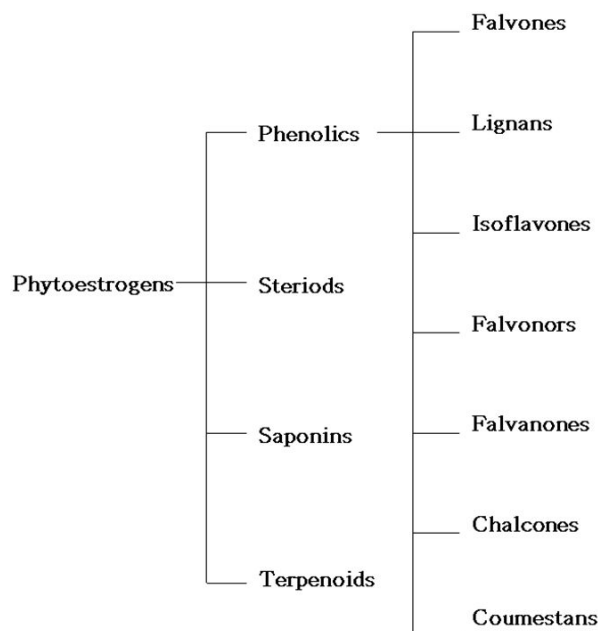 Phytoestrogens
Phenolics
Steriods
Saponins
Terpenoids
Falvones
Lignans
Isoflavones
Falvonors
Falvanones
Chalcones
Coumestans